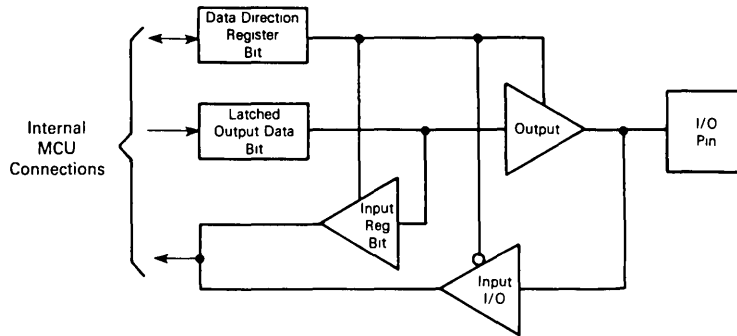 Data Direction
Register
Bit
Latched
Output Data
Bit
Internal
MCU
Connections
Output
I/O
Pin
Input
Reg
Bit
Input
I/O